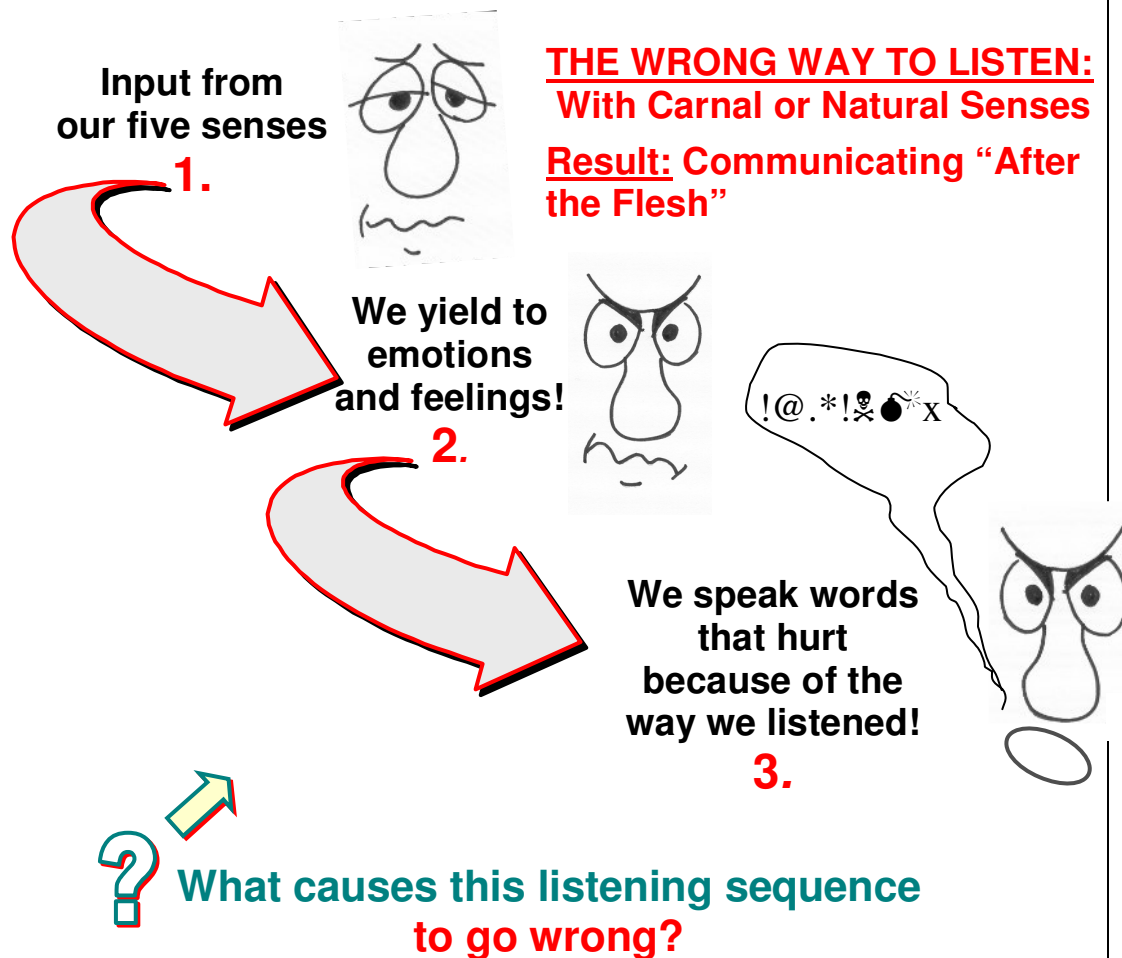 THE WRONG WAY TO LISTEN:
With Carnal or Natural Senses
Result: Communicating “After
the Flesh”
Input from
our five senses
1.
We yield to
emotions
and feelings!
2.
!@.*!☠💣x
We speak words
that hurt
because of the
way we listened!
3.
?
What causes this listening sequence
to go wrong?